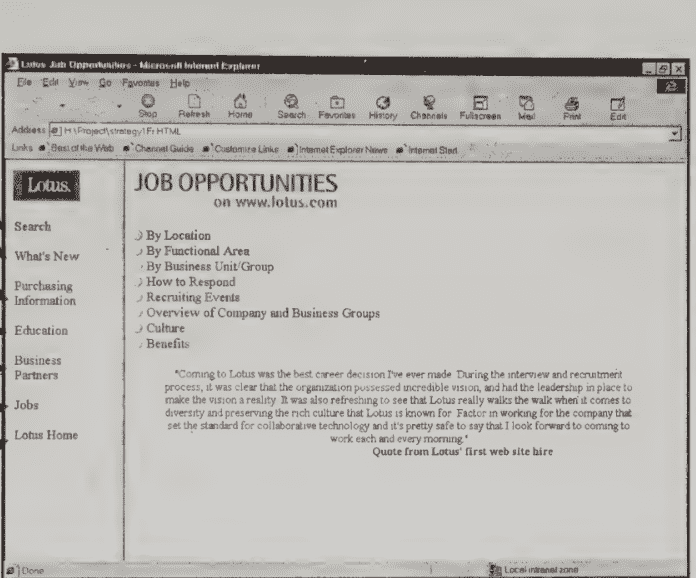 Lotus Job Opportunities - Microsoft Internet Explorer
File Edit View Go Favorites Help
Stop Refresh Home Search Favorites History Channels Fullscreen Mail Print Edit
Address H:\Project\strategy1Fr HTML
Links Best of the Web Channel Guide Customize Links Internet Explorer News Internet Start
Lotus.
Search
What's New
Purchasing
Information
Education
Business
Partners
Jobs
Lotus Home
JOB OPPORTUNITIES
on www.lotus.com
By Location
By Functional Area
By Business Unit/Group
How to Respond
Recruiting Events
Overview of Company and Business Groups
Culture
Benefits
"Coming to Lotus was the best career decision I've ever made. During the interview and recruitment
process, it was clear that the organization possessed incredible vision, and had the leadership in place to
make the vision a reality. It was also refreshing to see that Lotus really walks the walk when it comes to
diversity and preserving the rich culture that Lotus is known for. Factor in working for the company that
set the standard for collaborative technology and it's pretty safe to say that I look forward to coming to
work each and every morning."
Quote from Lotus' first web site hire
Done
Local intranet zone